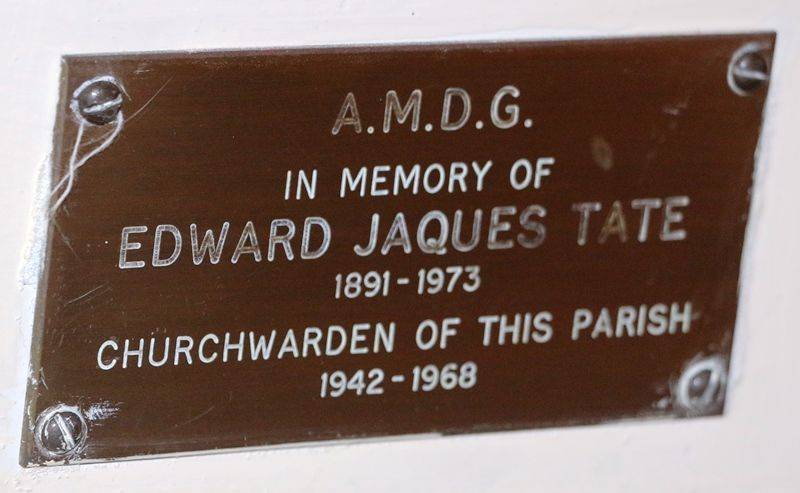 A.M.D.G.
IN MEMORY OF
EDWARD JAQUES TATE
1891-1973
CHURCHWARDEN OF THIS PARISH
1942-1968